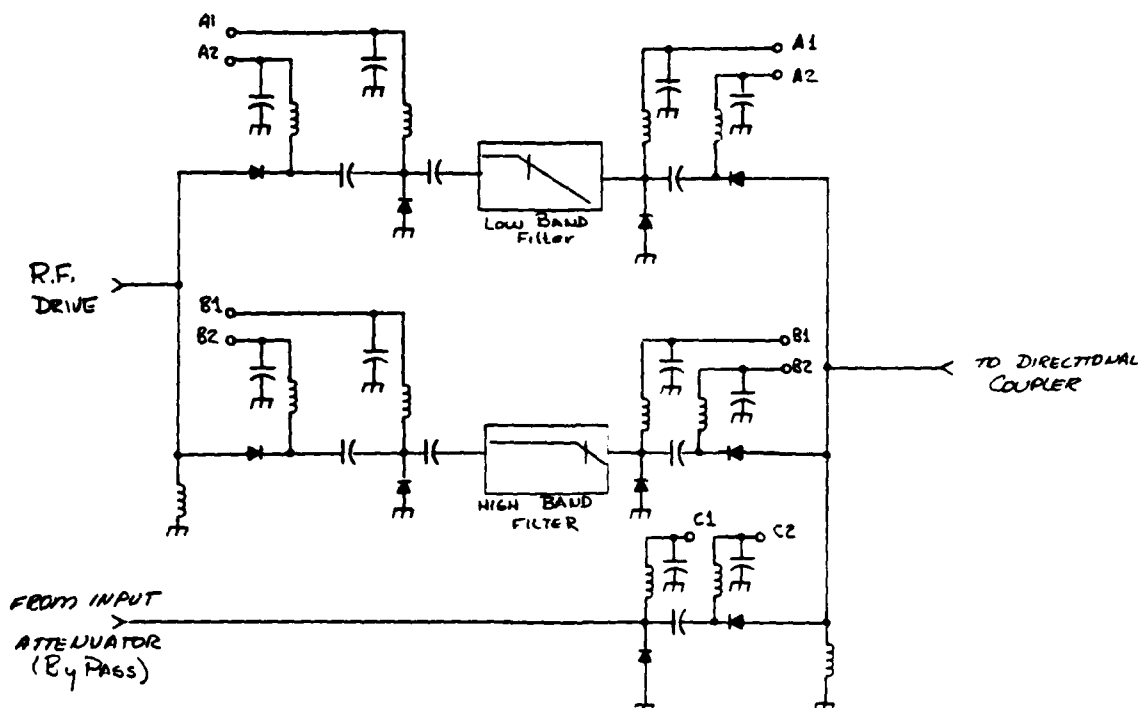 A1
A2
A1
A2
LOW BAND
Filter
R.F.
DRIVE
B1
B2
B1
B2
TO DIRECTIONAL
COUPLER
HIGH BAND
FILTER
C1
C2
FROM INPUT
ATTENUATOR
(By PASS)